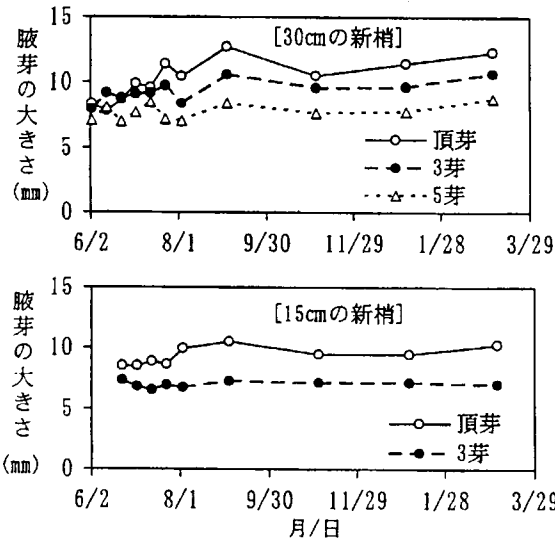 腋芽の大きさ
(mm)
15
10
5
0
[30cmの新梢]
頂芽
3芽
5芽
6/2 8/1 9/30 11/29 1/28 3/29
腋芽の大きさ
(mm)
15
10
5
0
[15cmの新梢]
頂芽
3芽
6/2 8/1 9/30 11/29 1/28 3/29
月/日